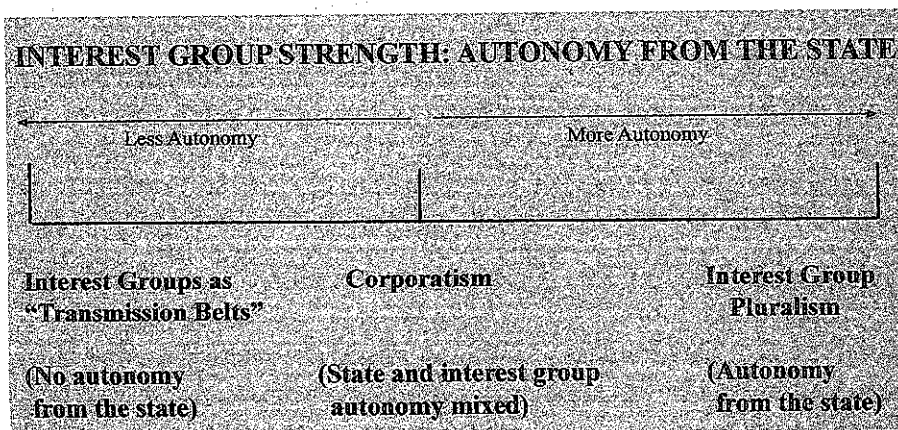 INTEREST GROUP STRENGTH: AUTONOMY FROM THE STATE
Less Autonomy More Autonomy
Interest Groups as Corporatism Interest Group
“Transmission Belts” Pluralism
(No autonomy (State and interest group (Autonomy
from the state) autonomy mixed) from the state)